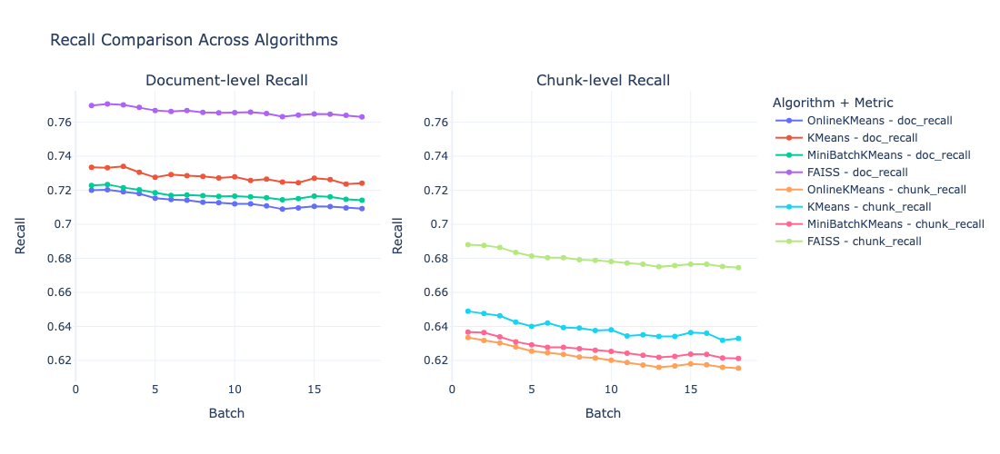 Recall Comparison Across Algorithms
Document-level Recall
Chunk-level Recall
0.76
0.74
0.72
0.7
0.68
0.66
0.64
0.62
0
5
10
15
Batch
Recall
0.76
0.74
0.72
0.7
0.68
0.66
0.64
0.62
0
5
10
15
Batch
Recall
Algorithm + Metric
OnlineKMeans - doc_recall
KMeans - doc_recall
MiniBatchKMeans - doc_recall
FAISS - doc_recall
OnlineKMeans - chunk_recall
KMeans - chunk_recall
MiniBatchKMeans - chunk_recall
FAISS - chunk_recall